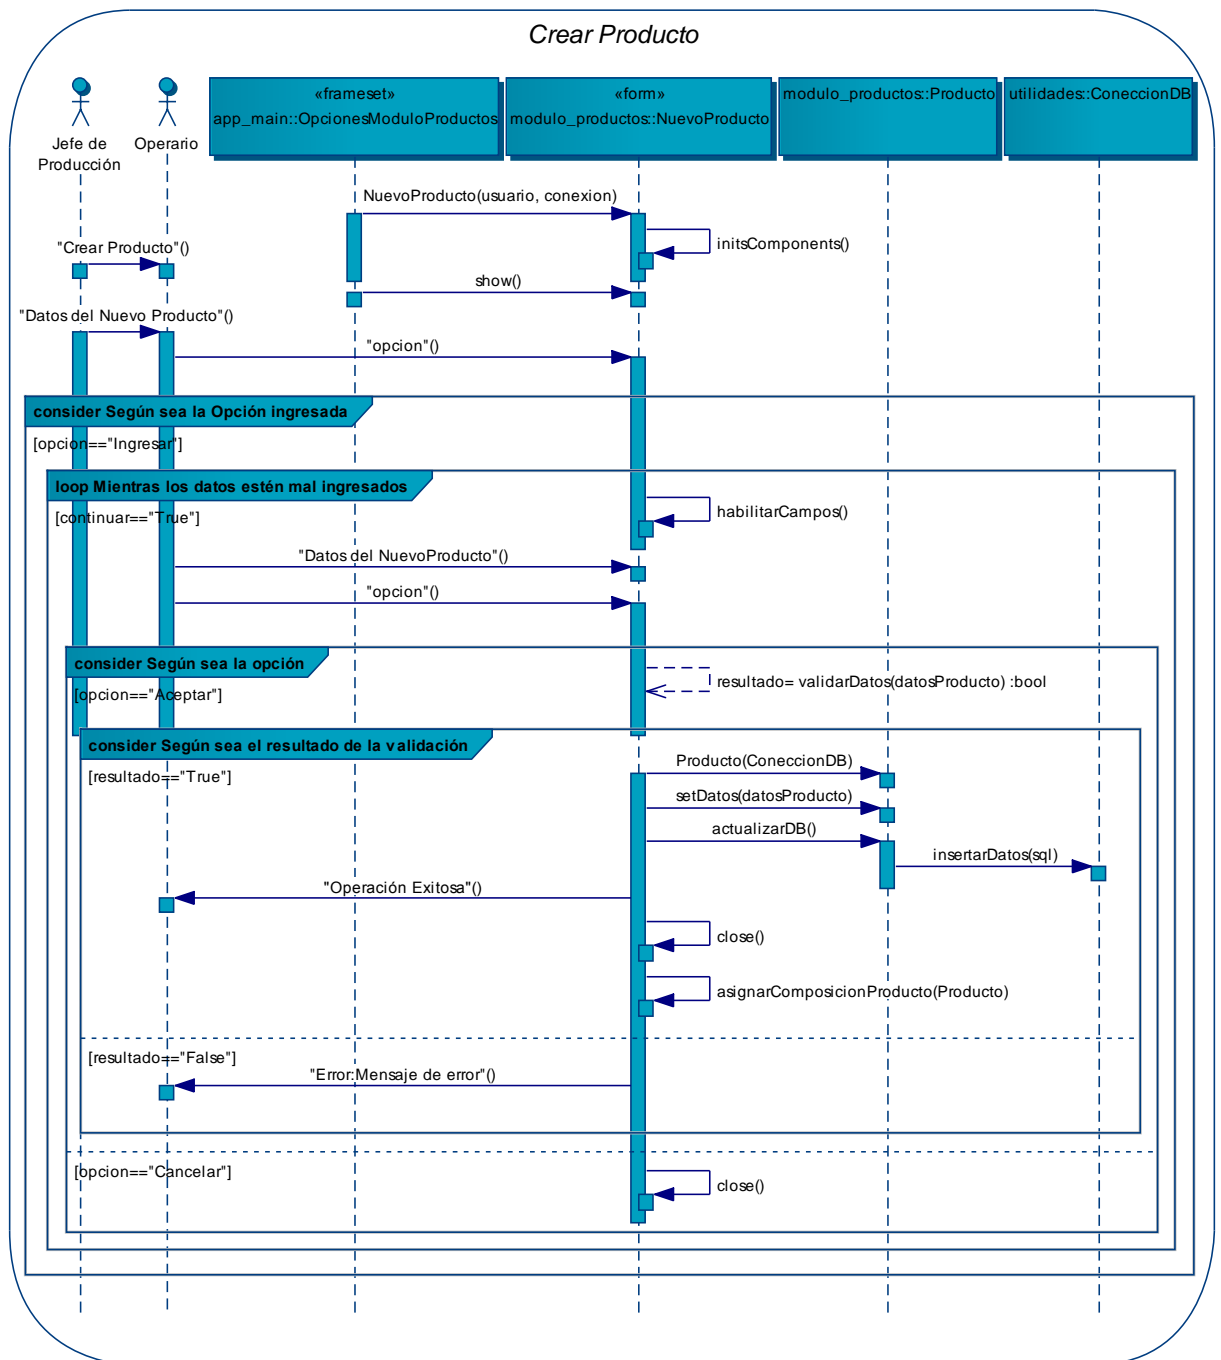 Crear Producto
Jefe de
Producción
Operario
«frameset»
app_main::OpcionesModuloProductos
«form»
modulo_productos::NuevoProducto
modulo_productos::Producto
utilidades::ConeccionDB
NuevoProducto(usuario, conexion)
initsComponents()
"Crear Producto"()
show()
"Datos del Nuevo Producto"()
"opcion"()
consider Según sea la Opción ingresada
[opcion=="Ingresar"]
loop Mientras los datos estén mal ingresados
[continuar=="True"]
habilitarCampos()
"Datos del NuevoProducto"()
"opcion"()
consider Según sea la opción
[opcion=="Aceptar"]
resultado= validarDatos(datosProducto) :bool
consider Según sea el resultado de la validación
[resultado=="True"]
Producto(ConeccionDB)
setDatos(datosProducto)
actualizarDB()
insertarDatos(sql)
"Operación Exitosa"()
close()
asignarComposicionProducto(Producto)
[resultado=="False"]
"Error:Mensaje de error"()
[opcion=="Cancelar"]
close()